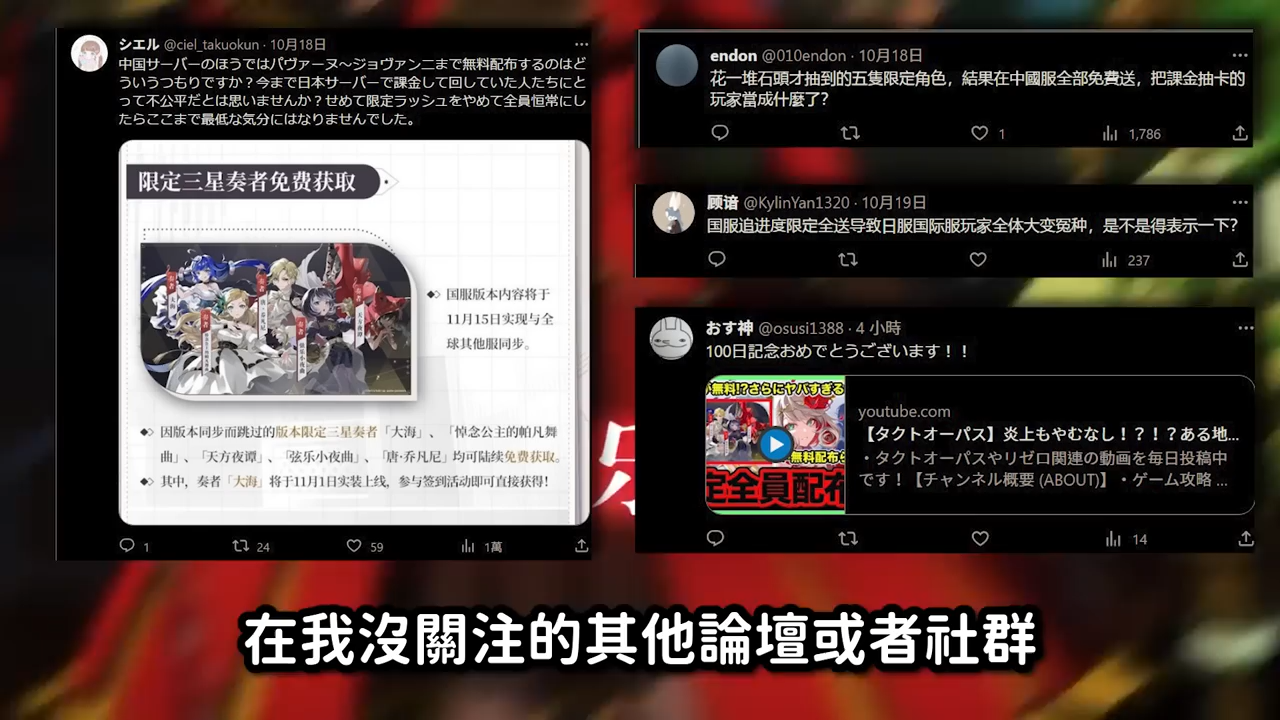 シエル @ciel_takuokun · 10月18日
中国サーバーのほうではパヴァーヌ～ジョヴァンニまで無料配布するのはど
ういうつもりですか？今まで日本サーバーで課金して回していた人たちにと
って不公平だとは思いませんか？せめて限定ラッシュをやめて全員恒常にし
たらここまで最低な気分にはなりませんでした。
限定三星奏者免费获取
国服版本内容将于
11月15日实现与全
球其他服同步。
因版本同步而跳过的版本限定三星奏者「大海」、「悼念公主的帕凡舞
曲」、「天方夜谭」、「弦乐小夜曲」、「唐·乔凡尼」均可陆续免费获取。
其中，奏者「大海」将于11月1日实装上线，参与签到活动即可直接获得！
1 24 59 1萬
endon @010endon · 10月18日
花一堆石頭才抽到的五隻限定角色，結果在中國服全部免費送，把課金抽卡的
玩家當成什麼了？
1 1,786
顾谙 @KylinYan1320 · 10月19日
国服追进度限定全送导致日服国际服玩家全体大变冤种，是不是得表示一下？
237
おす神 @osusi1388 · 4 小時
100日記念おめでとうございます！！
が無料!?さらにヤバすぎる
無料配布
定全員配布
youtube.com
【タクトオーパス】炎上もやむなし！？！？ある地...
・タクトオーパスやリゼロ関連の動画を毎日投稿中
です！【チャンネル概要 (ABOUT)】・ゲーム攻略 ...
14
在我沒關注的其他論壇或者社群